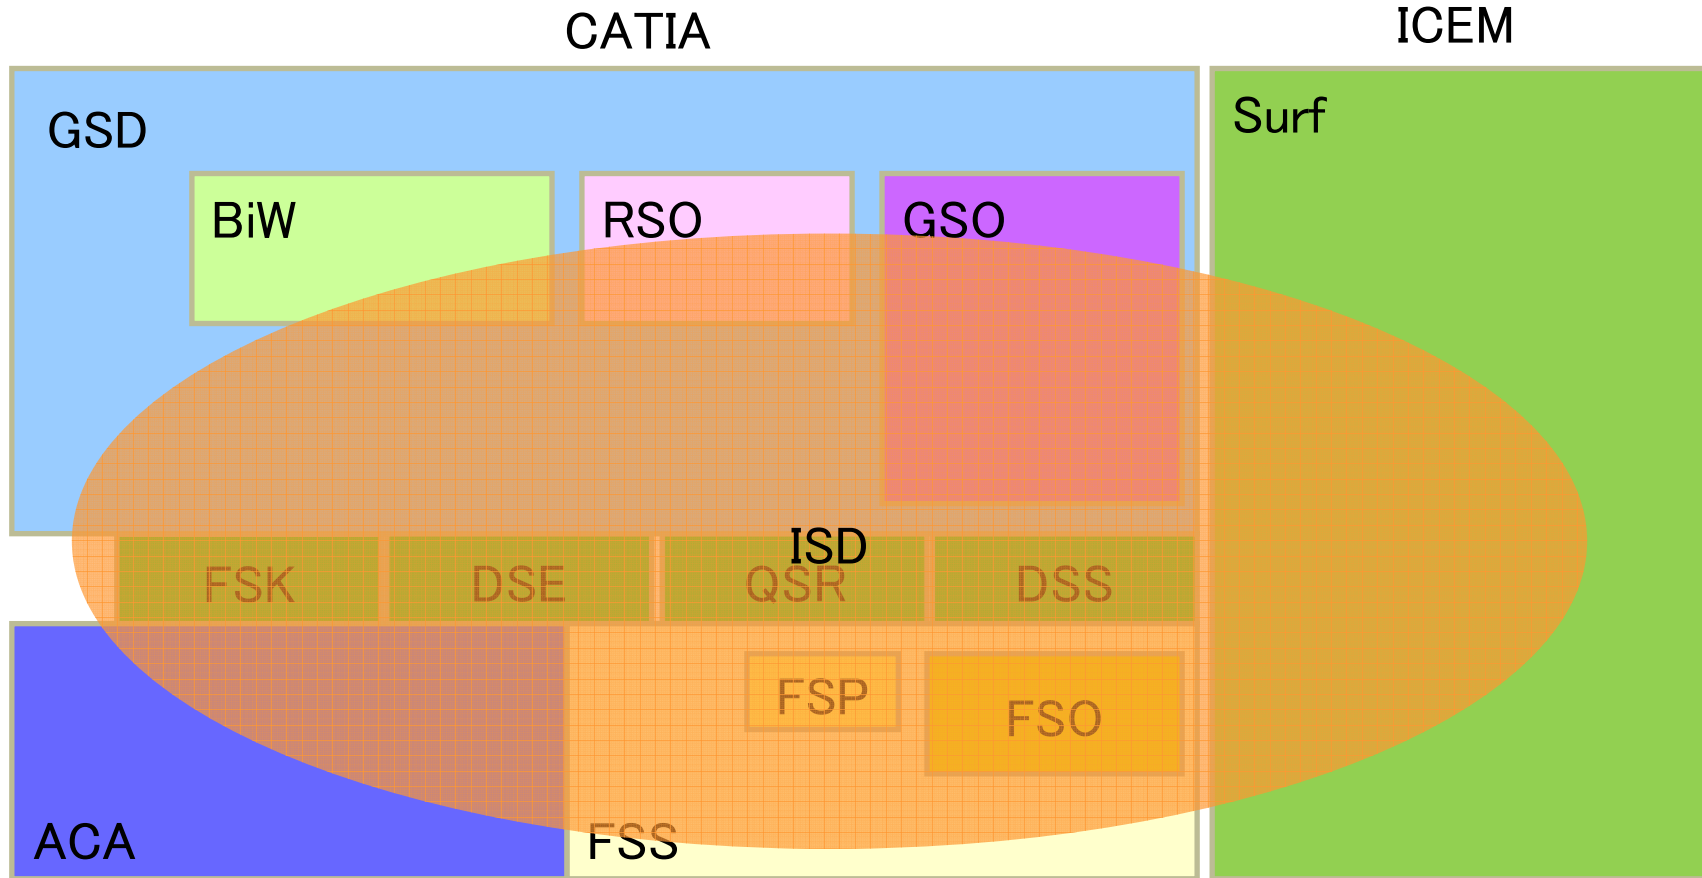 CATIA
ICEM
GSD
Surf
BiW
RSO
GSO
ISD
FSK
DSE
QSR
DSS
FSP
FSO
ACA
FSS